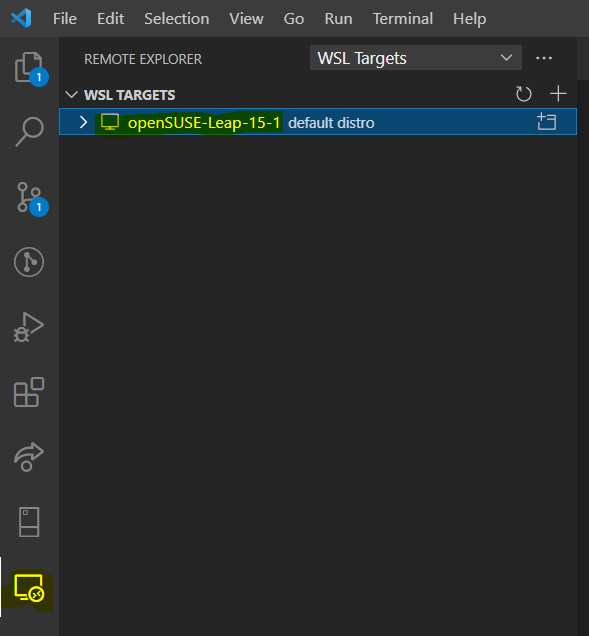 File Edit Selection View Go Run Terminal Help
REMOTE EXPLORER WSL Targets
1
WSL TARGETS
openSUSE-Leap-15-1 default distro
1